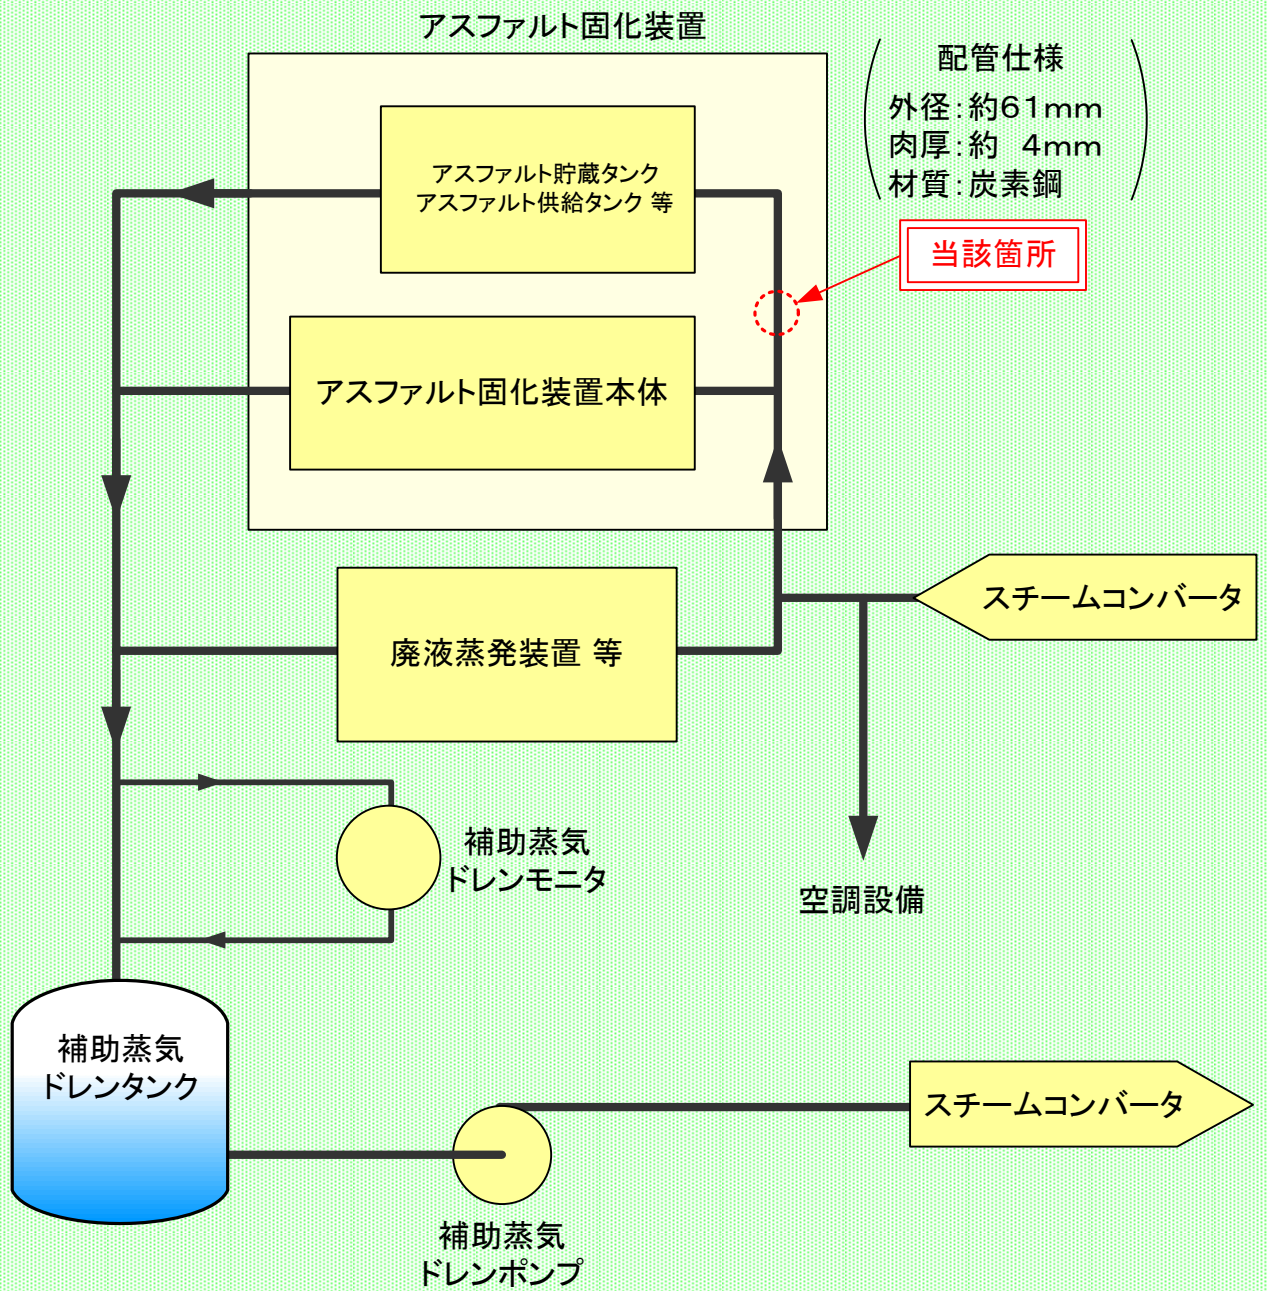 アスファルト固化装置
配管仕様
外径:約61mm
肉厚:約 4mm
材質:炭素鋼
アスファルト貯蔵タンク
アスファルト供給タンク 等
当該箇所
アスファルト固化装置本体
スチームコンバータ
廃液蒸発装置 等
補助蒸気
ドレンモニタ
空調設備
補助蒸気
ドレンタンク
スチームコンバータ
補助蒸気
ドレンポンプ